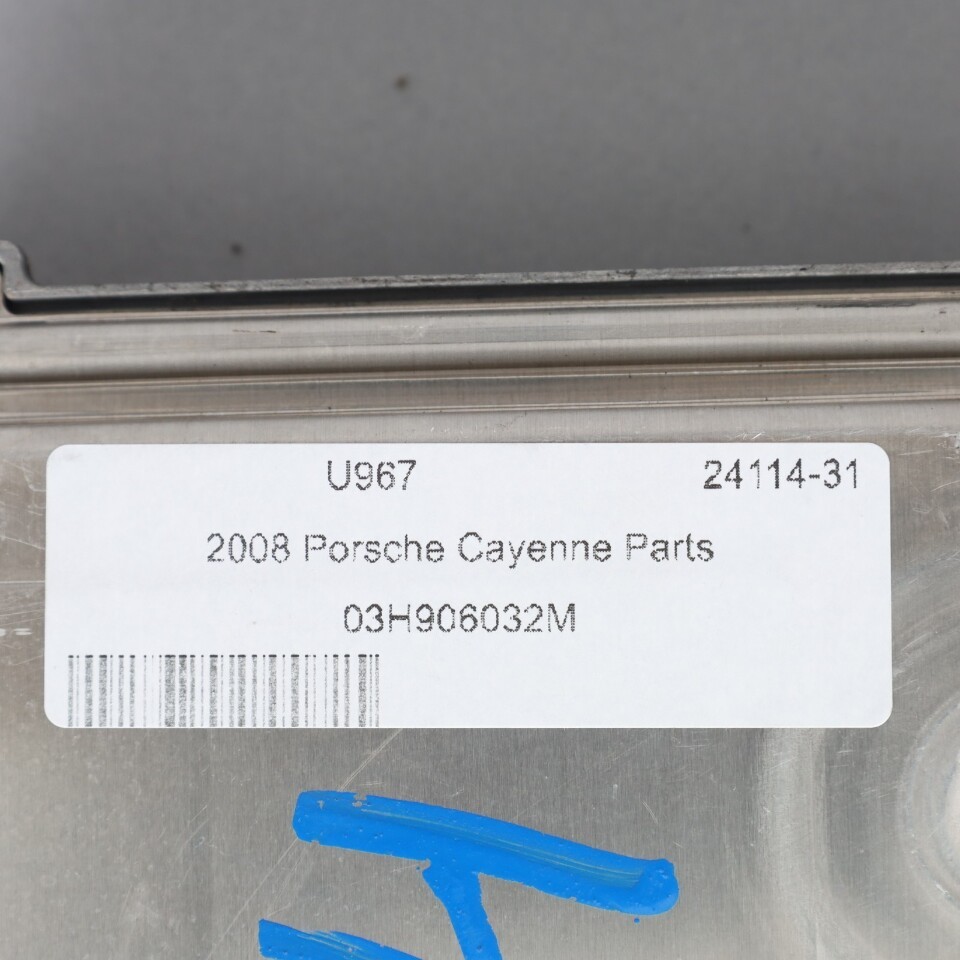 U967 24114-31
2008 Porsche Cayenne Parts
03H906032M